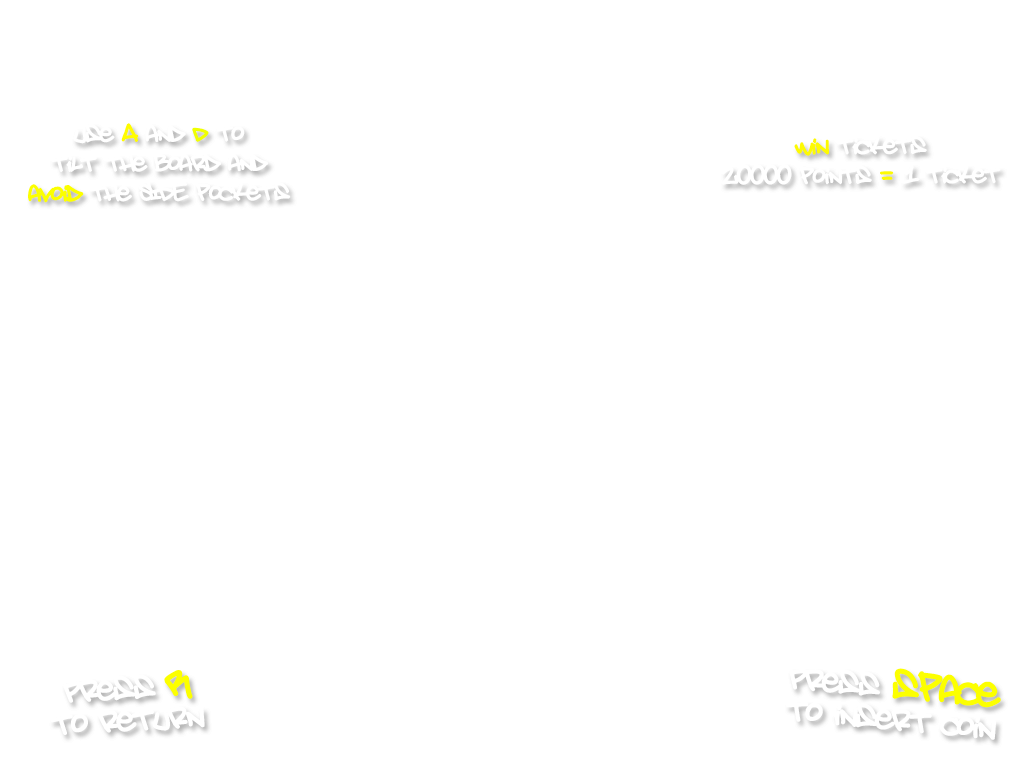 USE A AND D TO
TILT THE BOARD AND
AVOID THE SIDE POCKETS
WIN TICKETS
20000 POINTS = 1 TICKET
PRESS R
TO RETURN
PRESS SPACE
TO INSERT COIN